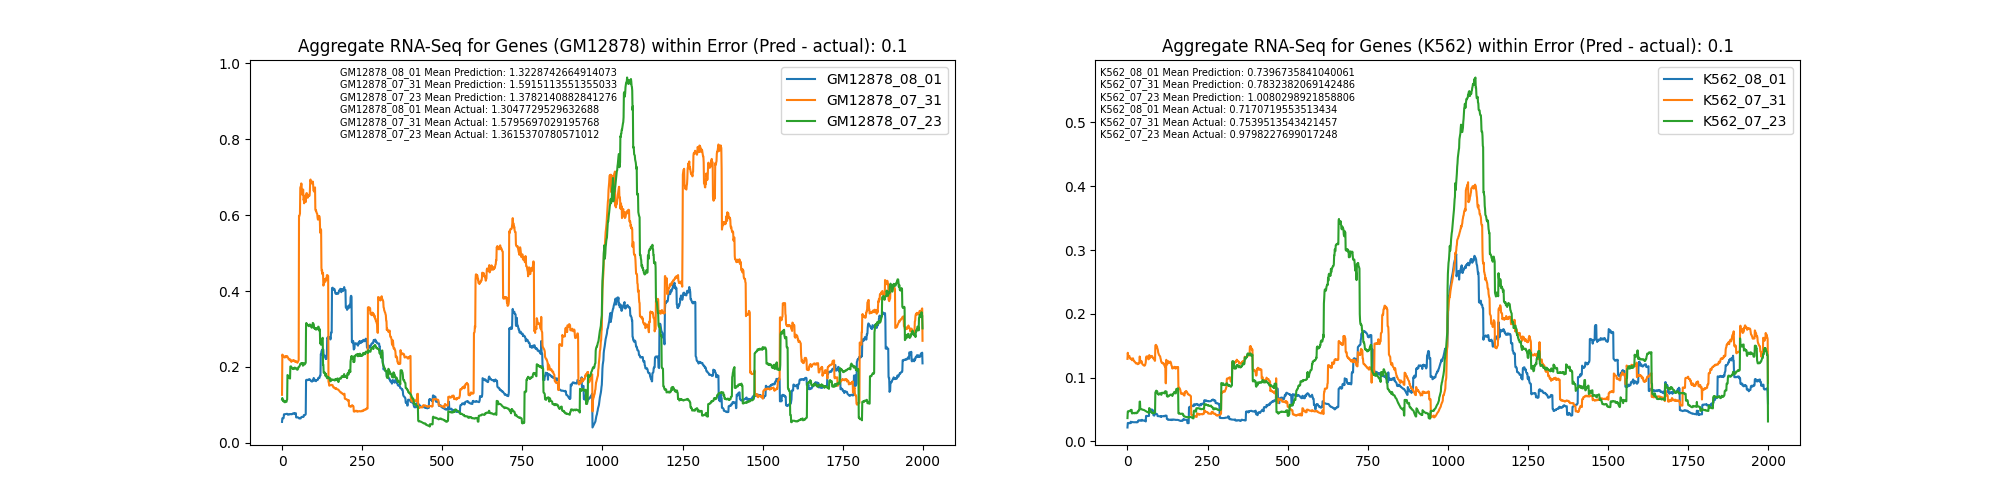 Aggregate RNA-Seq for Genes (GM12878) within Error (Pred - actual): 0.1
GM12878_08_01 Mean Prediction: 1.3228742664914073
GM12878_07_31 Mean Prediction: 1.5915113551355033
GM12878_07_23 Mean Prediction: 1.3782140882841276
GM12878_08_01 Mean Actual: 1.3047729529632688
GM12878_07_31 Mean Actual: 1.5795697029195768
GM12878_07_23 Mean Actual: 1.3615370780571012
GM12878_08_01
GM12878_07_31
GM12878_07_23
1.0
0.8
0.6
0.4
0.2
0.0
0 250 500 750 1000 1250 1500 1750 2000
Aggregate RNA-Seq for Genes (K562) within Error (Pred - actual): 0.1
K562_08_01 Mean Prediction: 0.7396735841040061
K562_07_31 Mean Prediction: 0.7832382069142486
K562_07_23 Mean Prediction: 1.0080298921858806
K562_08_01 Mean Actual: 0.7170719553513434
K562_07_31 Mean Actual: 0.7539513543421457
K562_07_23 Mean Actual: 0.9798227699017248
K562_08_01
K562_07_31
K562_07_23
0.5
0.4
0.3
0.2
0.1
0.0
0 250 500 750 1000 1250 1500 1750 2000